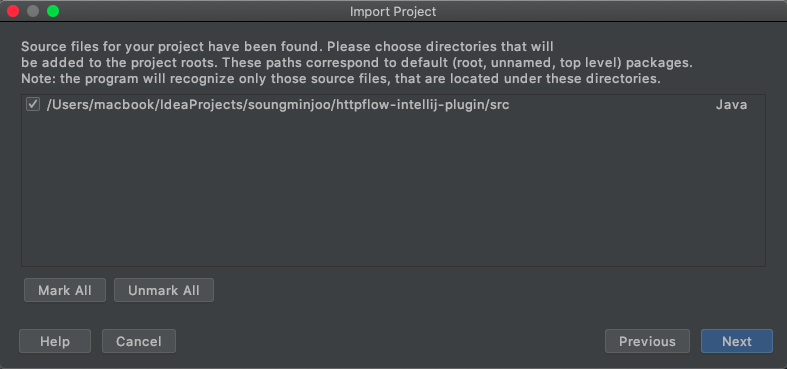 Import Project
Source files for your project have been found. Please choose directories that will
be added to the project roots. These paths correspond to default (root, unnamed, top level) packages.
Note: the program will recognize only those source files, that are located under these directories.
/Users/macbook/IdeaProjects/soungminjoo/httpflow-intellij-plugin/src Java
Mark All Unmark All
Help Cancel Previous Next